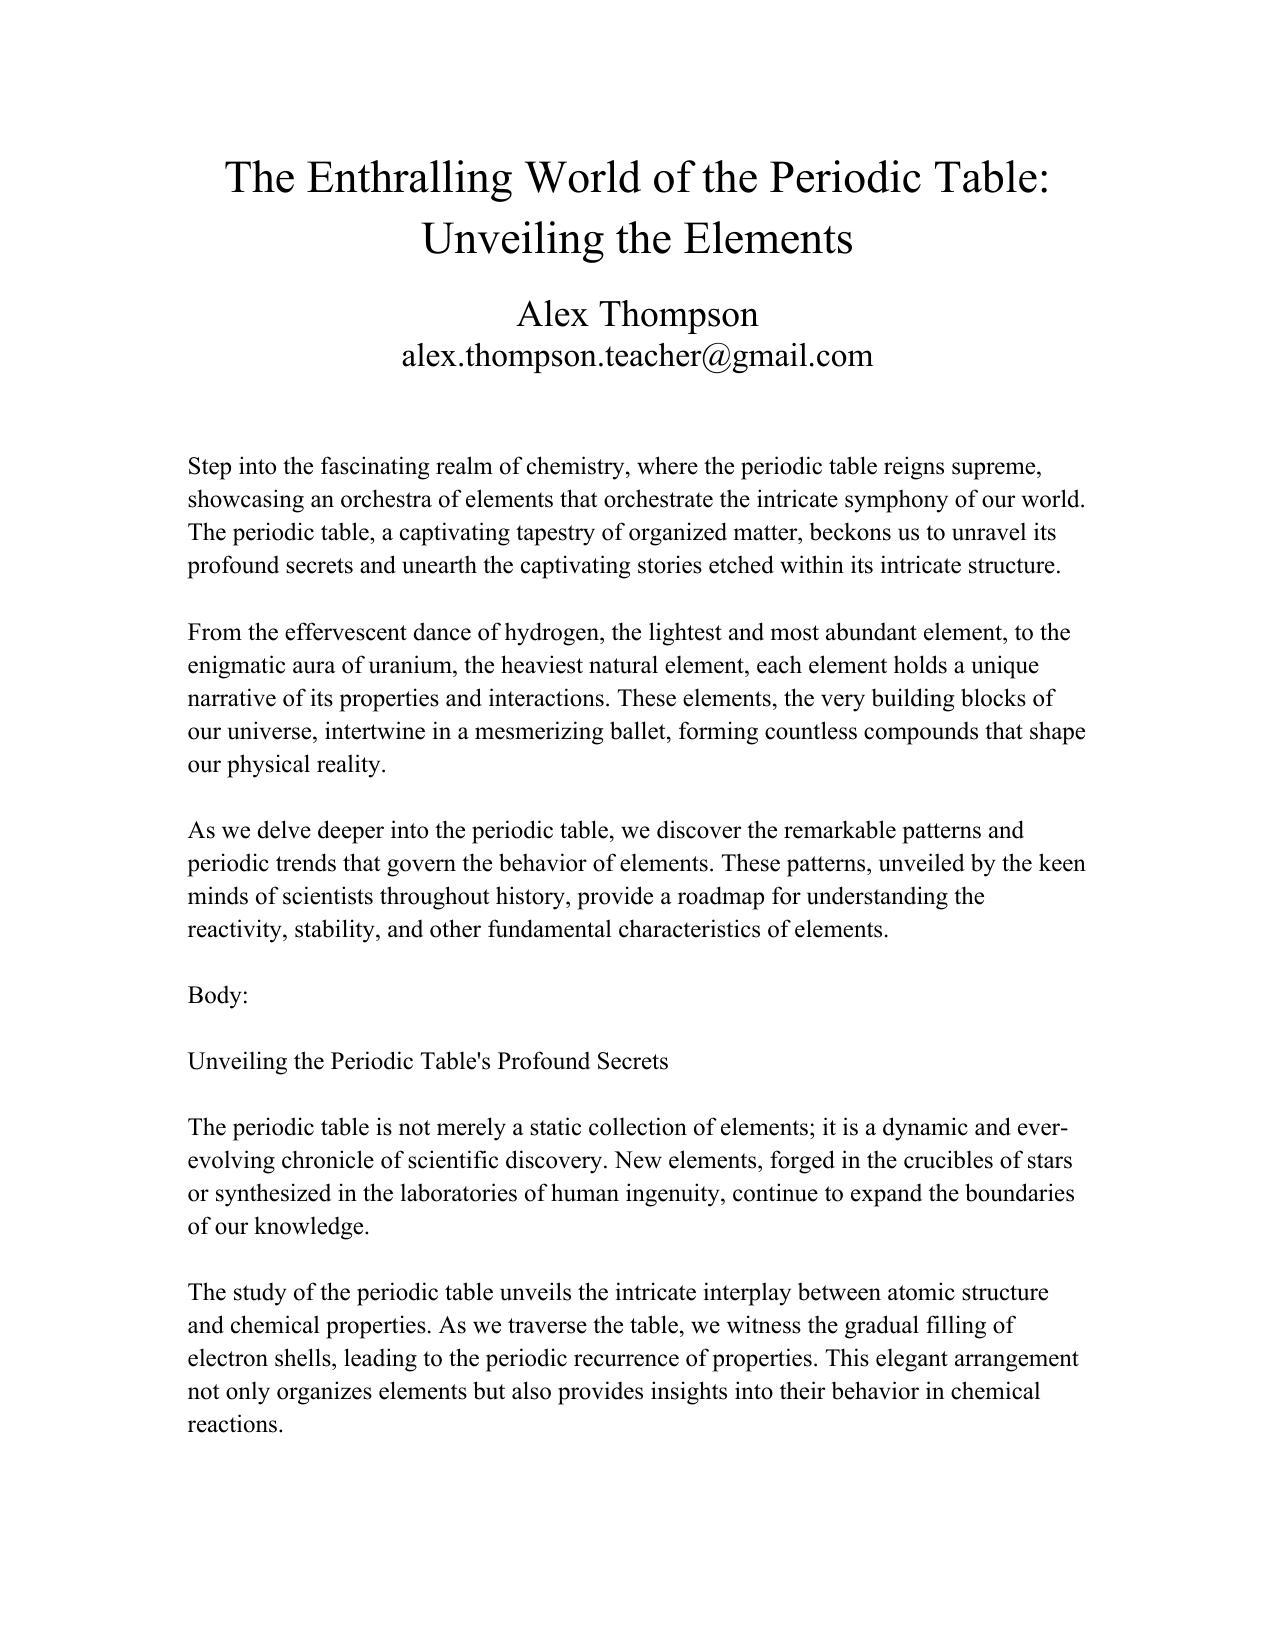 The Enthralling World of the Periodic Table:
Unveiling the Elements
Alex Thompson
alex.thompson.teacher@gmail.com
Step into the fascinating realm of chemistry, where the periodic table reigns supreme,
showcasing an orchestra of elements that orchestrate the intricate symphony of our world.
The periodic table, a captivating tapestry of organized matter, beckons us to unravel its
profound secrets and unearth the captivating stories etched within its intricate structure.
From the effervescent dance of hydrogen, the lightest and most abundant element, to the
enigmatic aura of uranium, the heaviest natural element, each element holds a unique
narrative of its properties and interactions. These elements, the very building blocks of
our universe, intertwine in a mesmerizing ballet, forming countless compounds that shape
our physical reality.
As we delve deeper into the periodic table, we discover the remarkable patterns and
periodic trends that govern the behavior of elements. These patterns, unveiled by the keen
minds of scientists throughout history, provide a roadmap for understanding the
reactivity, stability, and other fundamental characteristics of elements.
Body:
Unveiling the Periodic Table's Profound Secrets
The periodic table is not merely a static collection of elements; it is a dynamic and ever-
evolving chronicle of scientific discovery. New elements, forged in the crucibles of stars
or synthesized in the laboratories of human ingenuity, continue to expand the boundaries
of our knowledge.
The study of the periodic table unveils the intricate interplay between atomic structure
and chemical properties. As we traverse the table, we witness the gradual filling of
electron shells, leading to the periodic recurrence of properties. This elegant arrangement
not only organizes elements but also provides insights into their behavior in chemical
reactions.